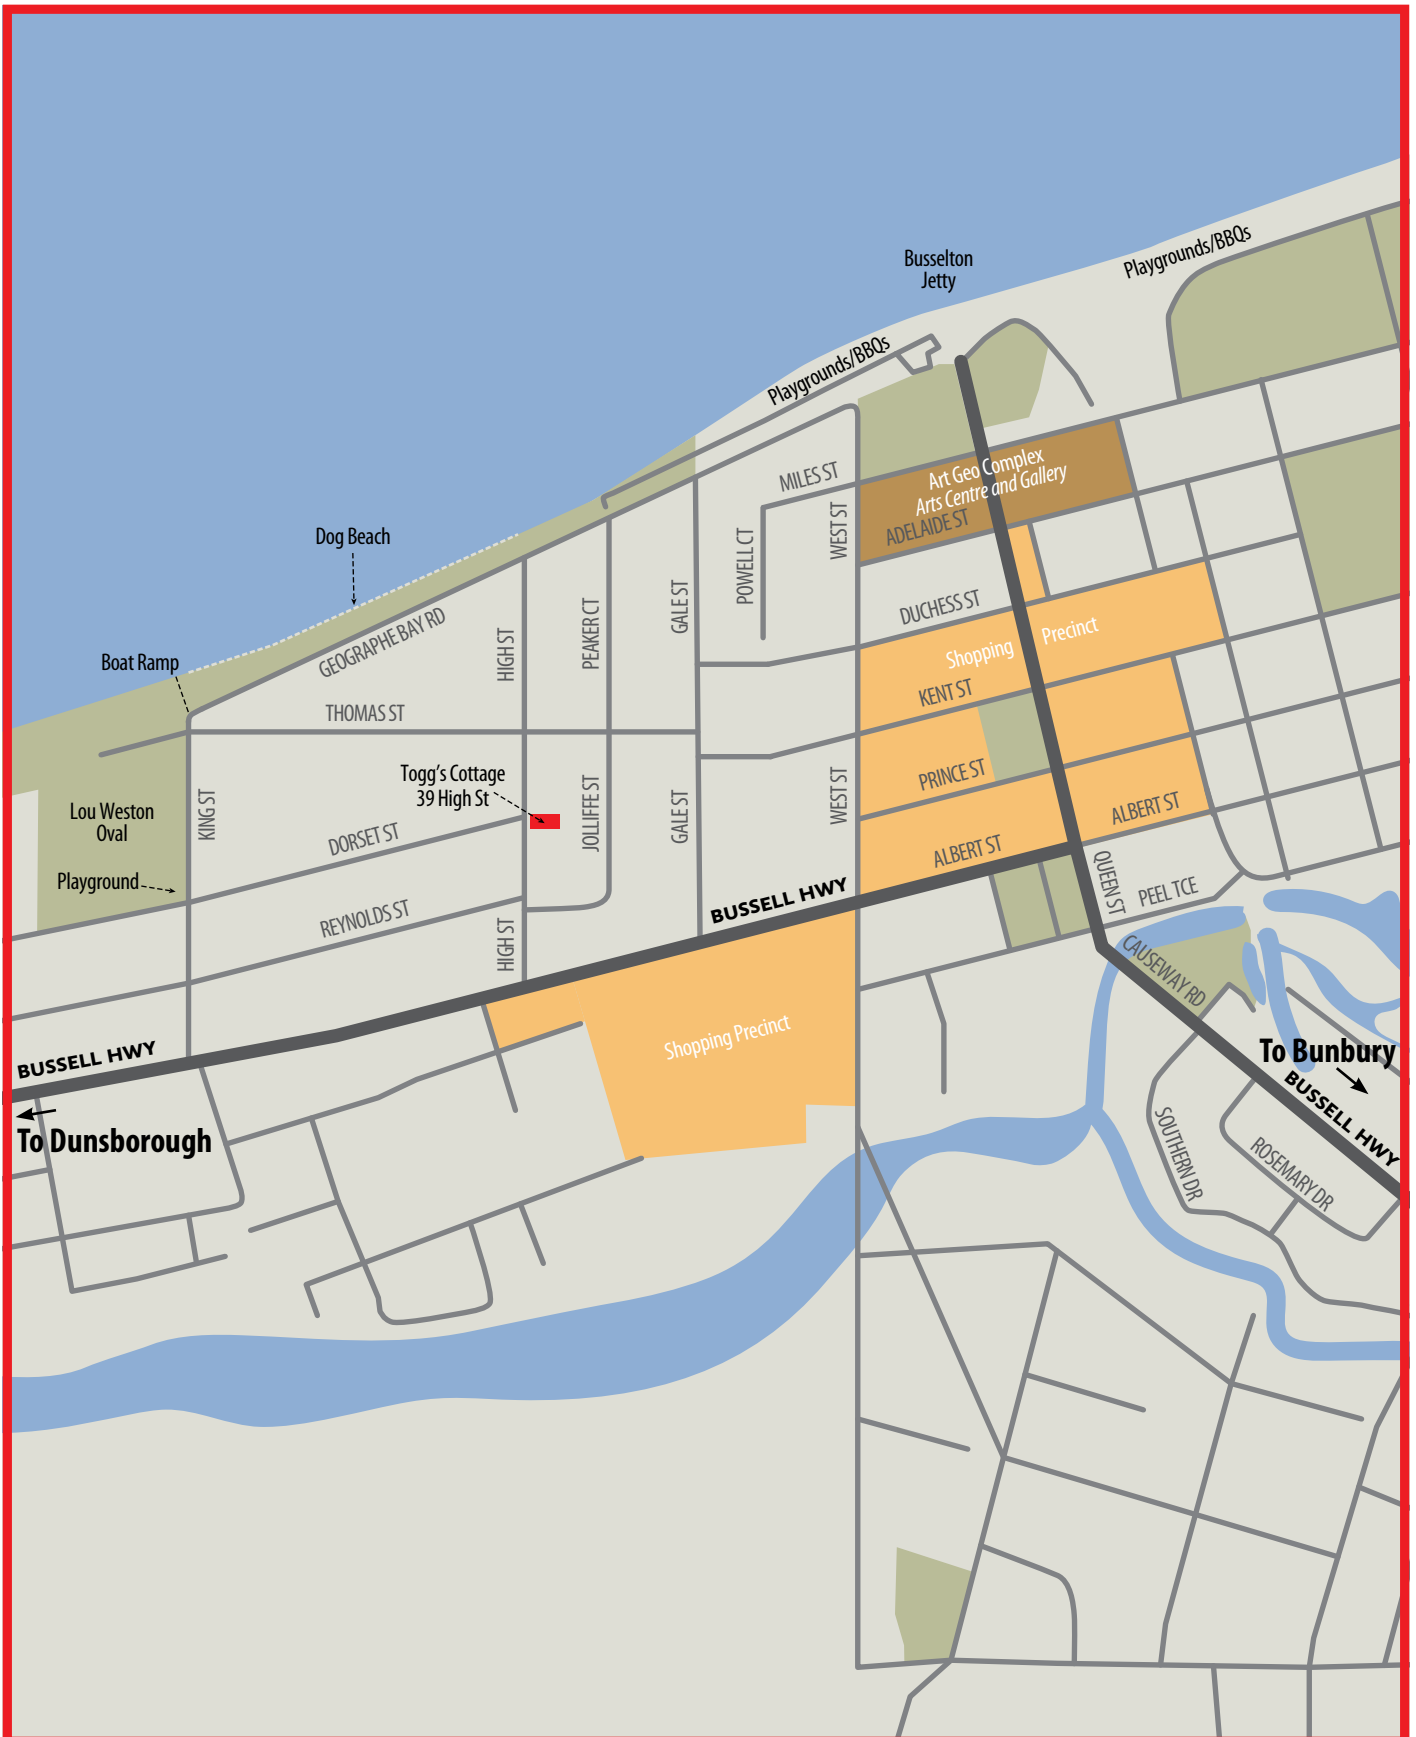 Playgrounds/BBQs
Busselton
Jetty
Playgrounds/BBQs
Art Geo Complex
Arts Centre and Gallery
MILES ST
ADELAIDE ST
WEST ST
POWELL CT
Dog Beach
DUCHESS ST
GALE ST
PEAKER CT
HIGH ST
GEOGRAPHE BAY RD
Shopping Precinct
Boat Ramp
KENT ST
THOMAS ST
Togg's Cottage
39 High St
PRINCE ST
WEST ST
ALBERT ST
KING ST
Lou Weston
Oval
JOLLIFFE ST
GALE ST
DORSET ST
ALBERT ST
Playground
BUSSELL HWY
QUEEN ST
PEEL TCE
REYNOLDS ST
HIGH ST
CAUSEWAY RD
Shopping Precinct
BUSSELL HWY
To Bunbury
BUSSELL HWY
To Dunsborough
SOUTHERN DR
ROSEMARY DR